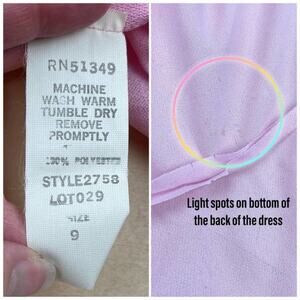 RN51349
MACHINE
WASH WARM
TUMBLE DRY
REMOVE
PROMPTLY
100% POLYESTER
STYLE2758
LOT029
SIZE
9
Light spots on bottom of
the back of the dress